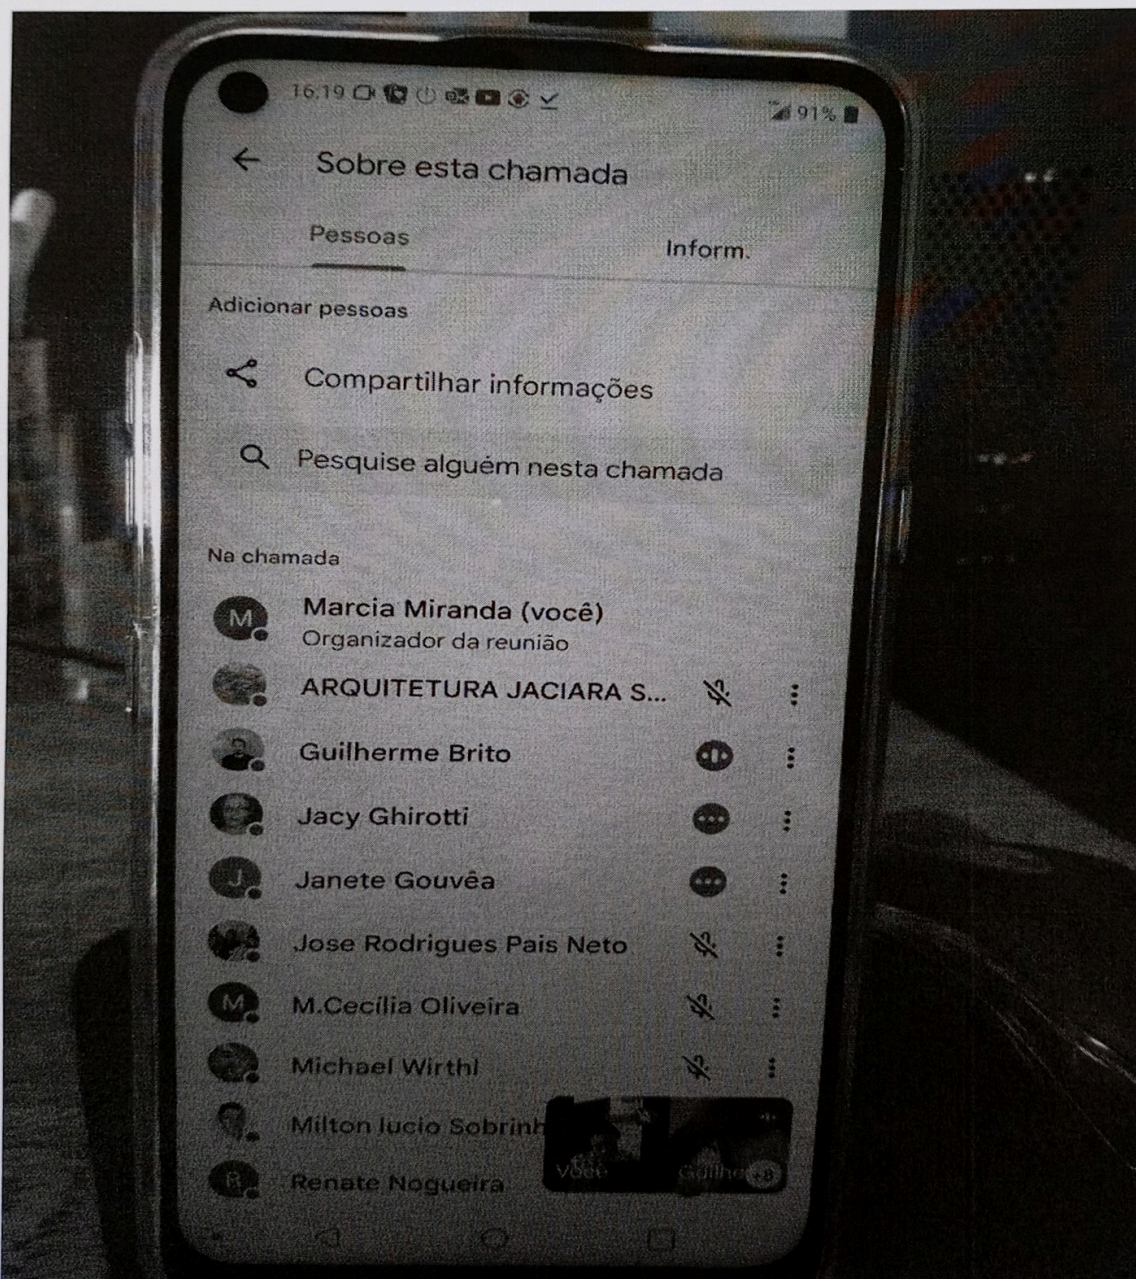 16:19 91%
Sobre esta chamada
Pessoas Inform.
Adicionar pessoas
Compartilhar informações
Pesquise alguém nesta chamada
Na chamada
M Marcia Miranda (você)
Organizador da reunião
ARQUITETURA JACIARA S...
Guilherme Brito
Jacy Ghirotti
J Janete Gouvêa
Jose Rodrigues Pais Neto
M M.Cecília Oliveira
Michael Wirthl
Milton lucio Sobrinh
Você Guilhe +8
R Renate Nogueira